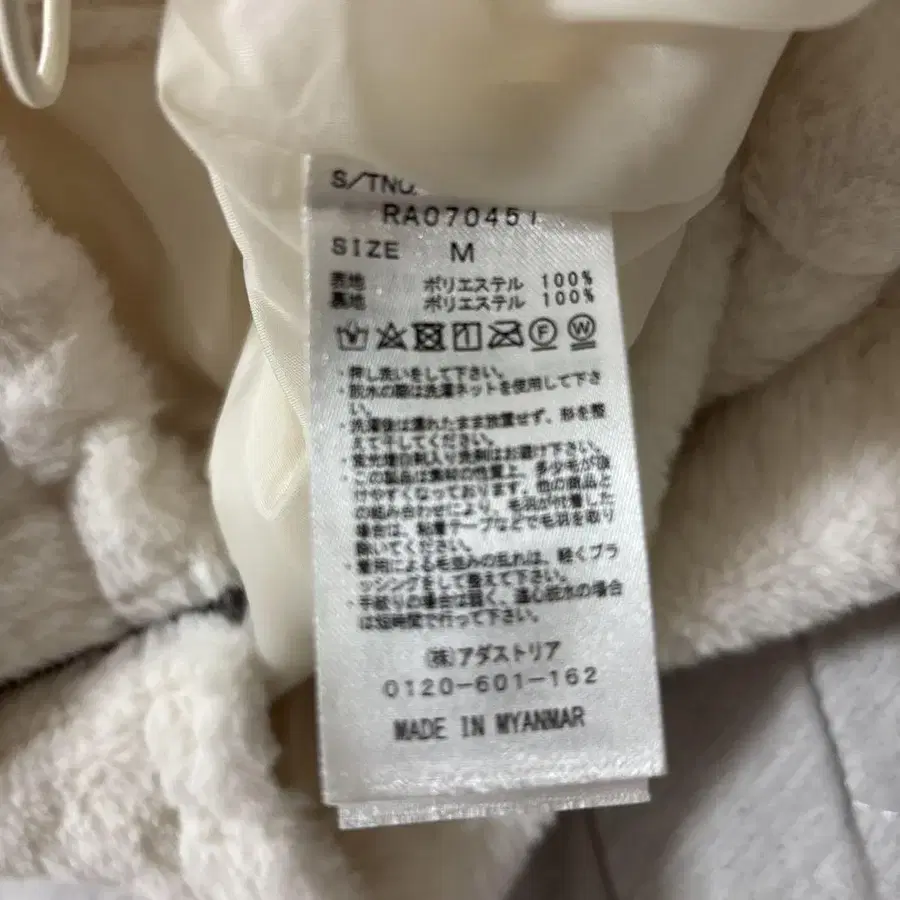 S/TNO.
RA070451
SIZE M
表地 ポリエステル 100%
裏地 ポリエステル 100%
F W
・押し洗いをして下さい。
・脱水の際は洗濯ネットを使用して下さ
い。
・洗濯後は濡れたまま放置せず、形を整
えて干してください。
・蛍光増白剤入り洗剤はお避け下さい。
・この製品は素材の性質上、多少毛が抜
けやすくなっております。他の商品と
の組み合わせにより、毛羽が付着した
場合は、粘着テープなどで毛羽を取り
除いてください。
・着用による毛並みの乱れは、軽くブラ
ッシングをして整えて下さい。
・手絞りの場合は弱く、遠心脱水の場合
は短時間で行って下さい。
(株)アダストリア
0120-601-162
MADE IN MYANMAR